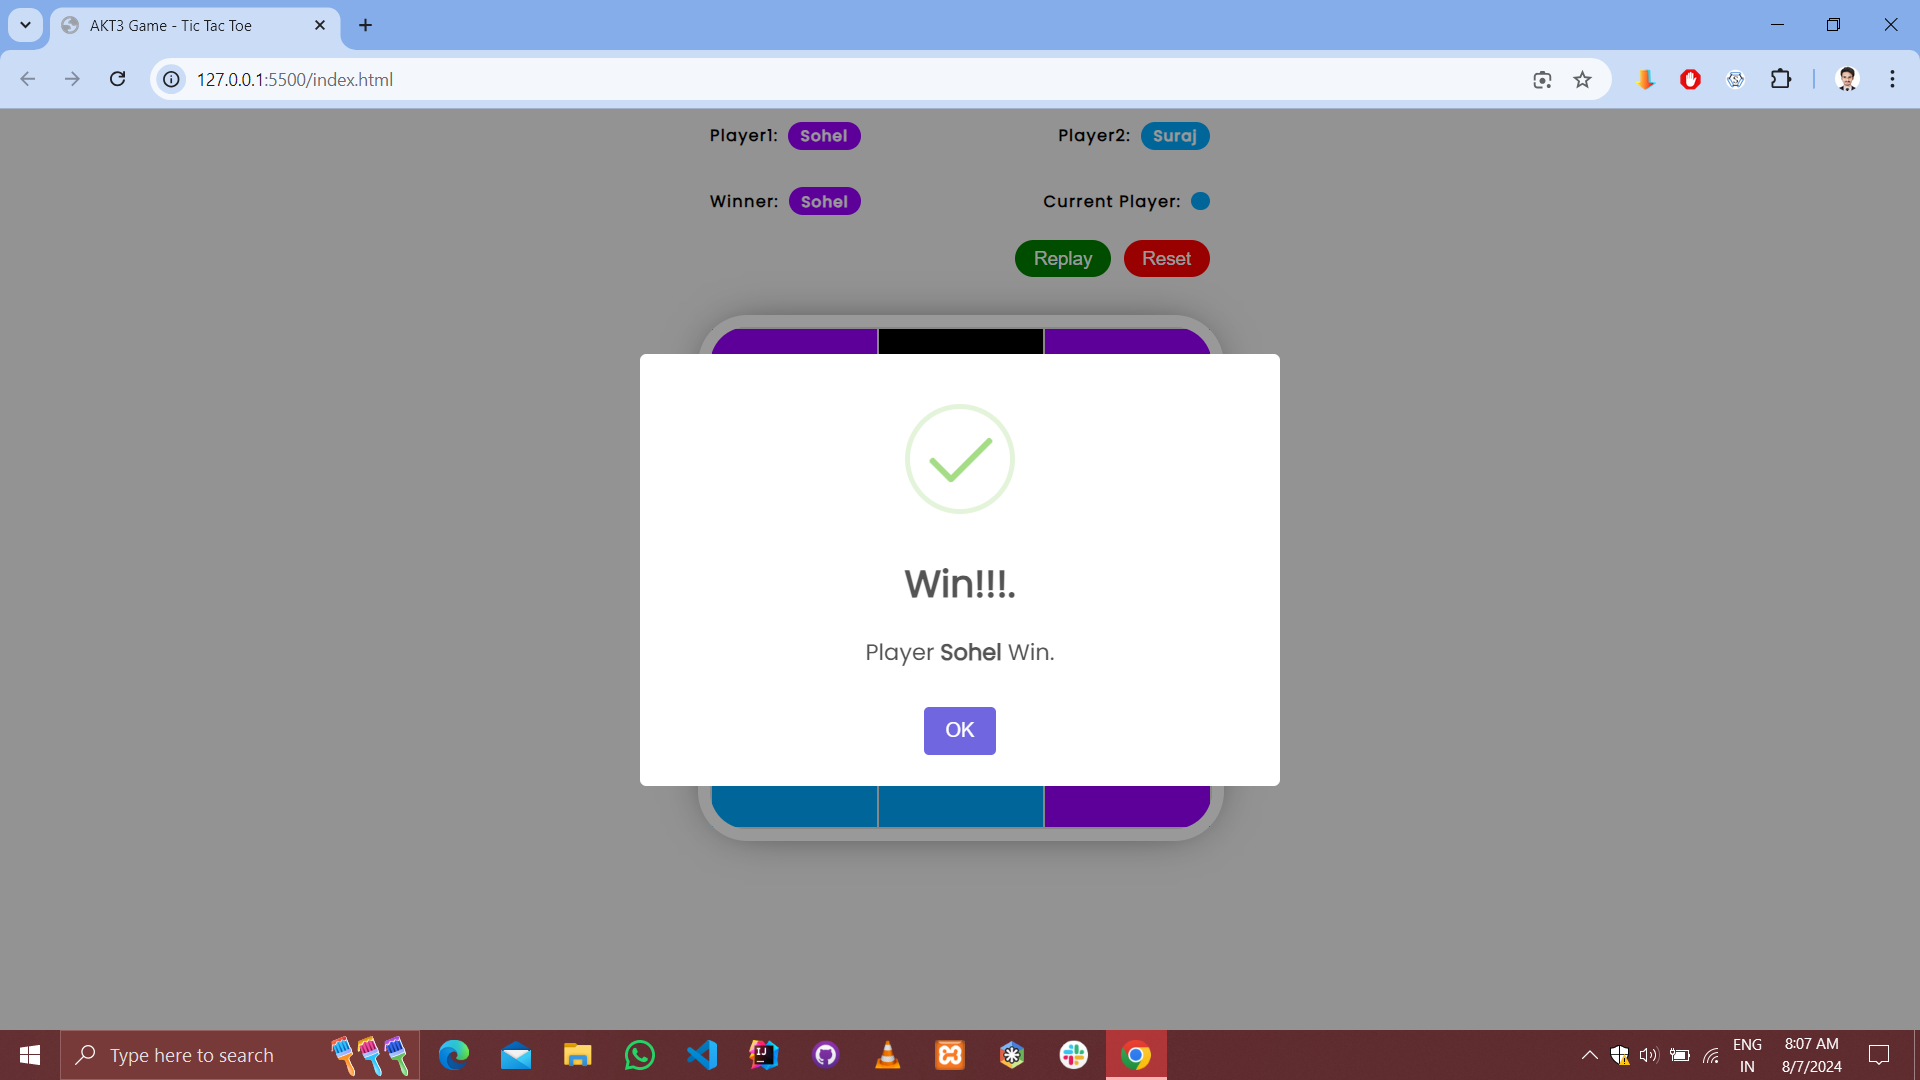 AKT3 Game - Tic Tac Toe
127.0.0.1:5500/index.html
Player1: Sohel
Player2: Suraj
Winner: Sohel
Current Player:
Replay
Reset
Win!!!.
Player Sohel Win.
OK
Type here to search
ENG
IN
8:07 AM
8/7/2024